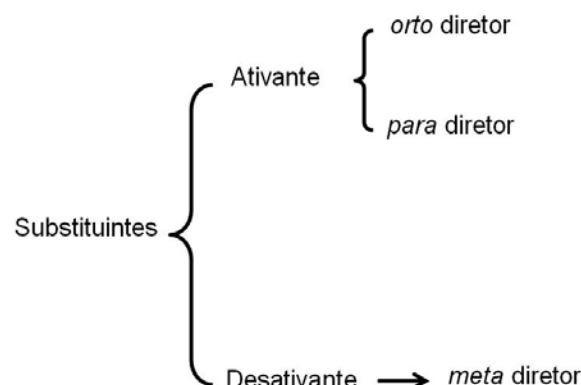 orto diretor
Ativante
para diretor
Substituintes
Desativante
meta diretor